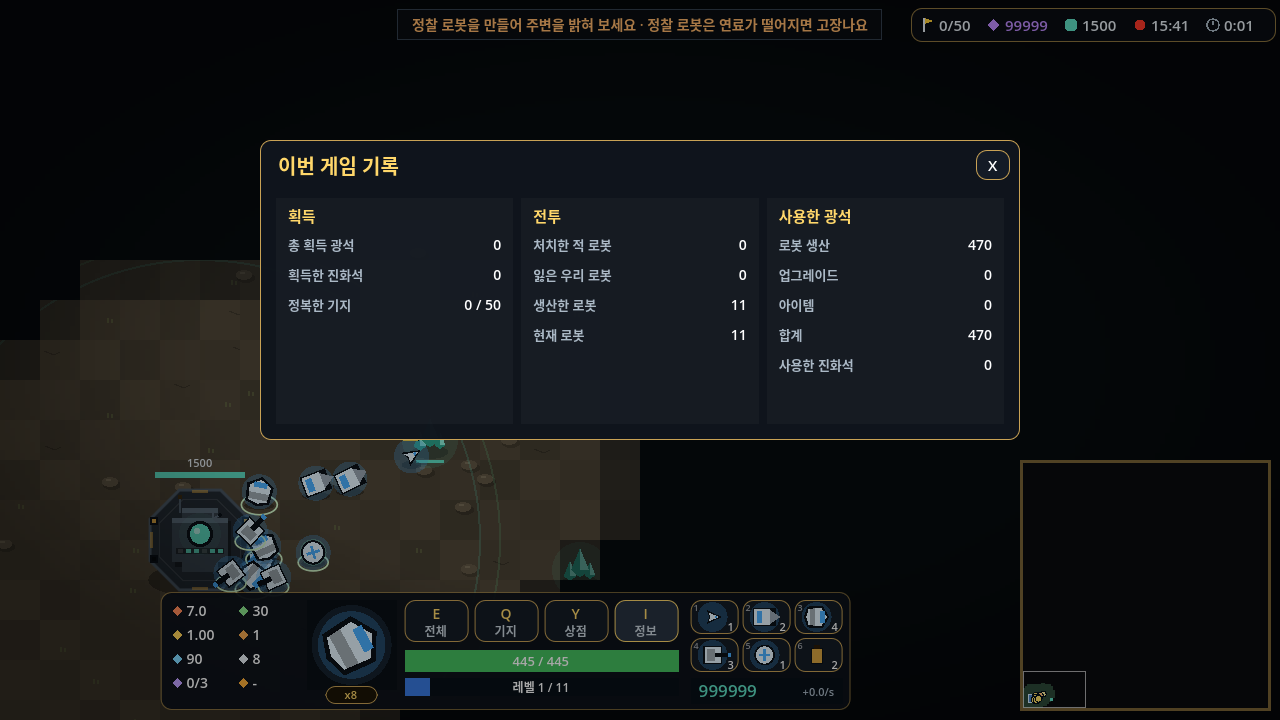 정찰 로봇을 만들어 주변을 밝혀 보세요 · 정찰 로봇은 연료가 떨어지면 고장나요
0/50 99999 1500 15:41 0:01
이번 게임 기록
X
획득
총 획득 광석 0
획득한 진화석 0
정복한 기지 0 / 50
전투
처치한 적 로봇 0
잃은 우리 로봇 0
생산한 로봇 11
현재 로봇 11
사용한 광석
로봇 생산 470
업그레이드 0
아이템 0
합계 470
사용한 진화석 0
1500
7.0 30
1.00 1
90 8
0/3 -
x8
E 전체
Q 기지
Y 상점
I 정보
445 / 445
레벨 1 / 11
1 1
2 2
3 4
4 3
5 1
6 2
999999 +0.0/s